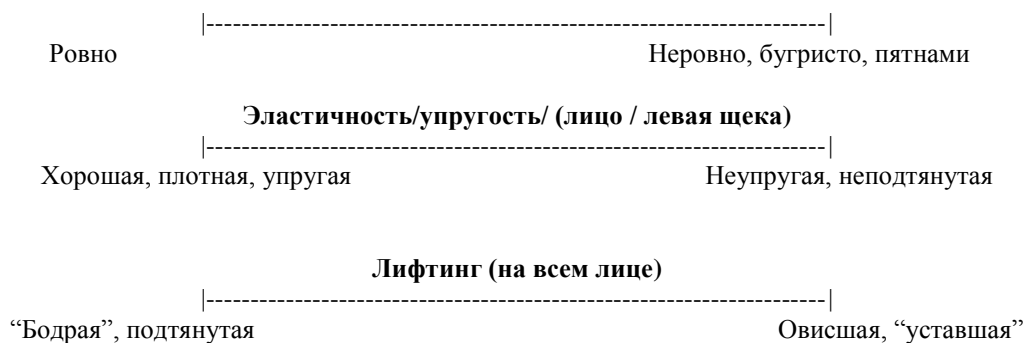 |-----------------------------------------------------------------------|
Ровно Неровно, бугристо, пятнами
Эластичность/упругость/ (лицо / левая щека)
|-----------------------------------------------------------------------|
Хорошая, плотная, упругая Неупругая, неподтянутая
Лифтинг (на всем лице)
|-----------------------------------------------------------------------|
“Бодрая”, подтянутая Овисшая, “уставшая”